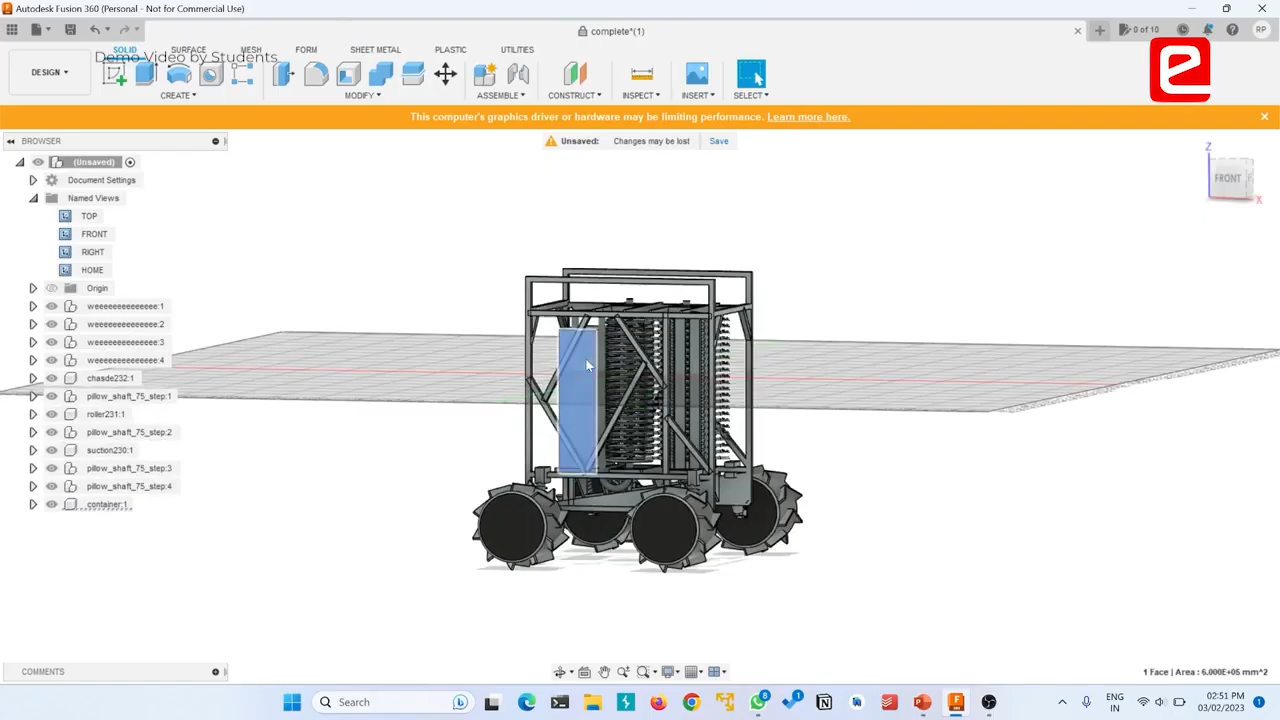 Autodesk Fusion 360 (Personal - Not for Commercial Use)
complete*(1)
0 of 10
RP
SOLID
SURFACE
MESH
FORM
SHEET METAL
PLASTIC
UTILITIES
Demo Video by Students
DESIGN
CREATE
MODIFY
ASSEMBLE
CONSTRUCT
INSPECT
INSERT
SELECT
e
This computer's graphics driver or hardware may be limiting performance. Learn more here.
BROWSER
Unsaved: Changes may be lost Save
(Unsaved)
Document Settings
Named Views
TOP
FRONT
RIGHT
HOME
Origin
weeeeeeeeeeeeee:1
weeeeeeeeeeeeee:2
weeeeeeeeeeeeee:3
weeeeeeeeeeeeee:4
chasde232:1
pillow_shaft_75_step:1
roller231:1
pillow_shaft_75_step:2
suction230:1
pillow_shaft_75_step:3
pillow_shaft_75_step:4
container:1
Z
FRONT
X
COMMENTS
1 Face | Area : 6.000E+05 mm^2
Search
8
1
ENG
IN
02:51 PM
03/02/2023
1